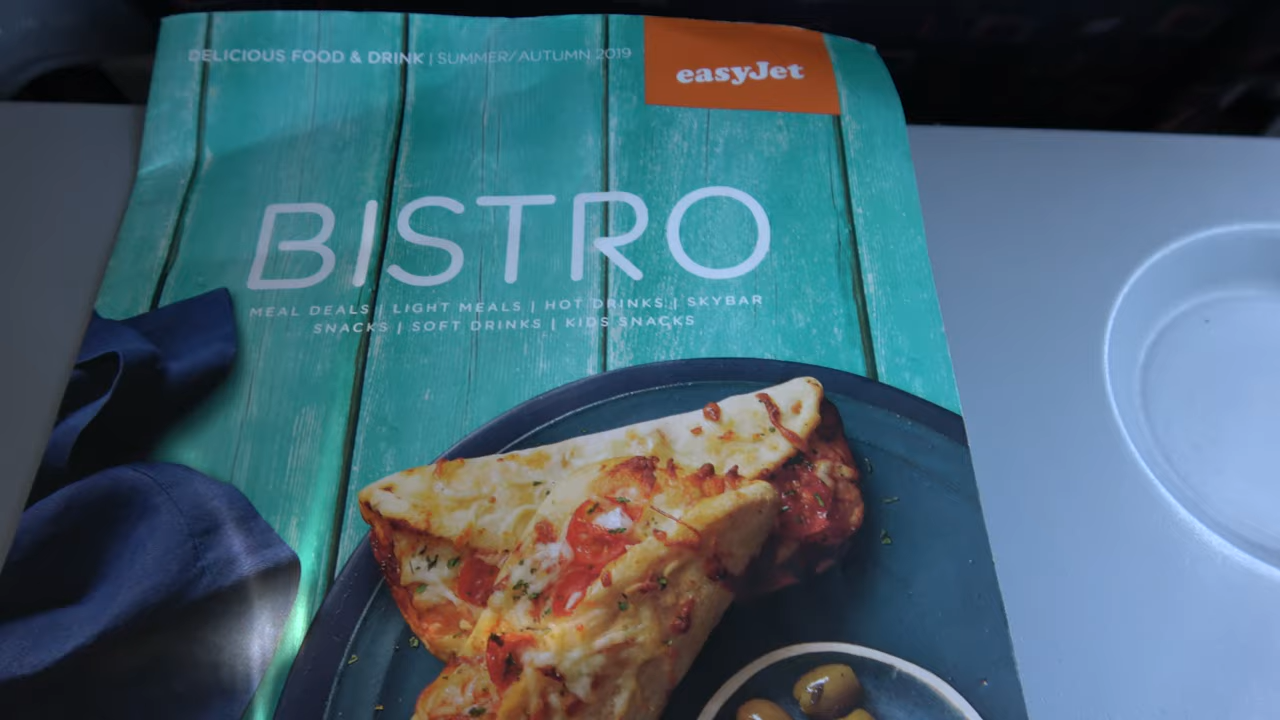 DELICIOUS FOOD & DRINK | SUMMER/AUTUMN 2019
easyJet
BISTRO
MEAL DEALS | LIGHT MEALS | HOT DRINKS | SKYBAR
SNACKS | SOFT DRINKS | KIDS SNACKS